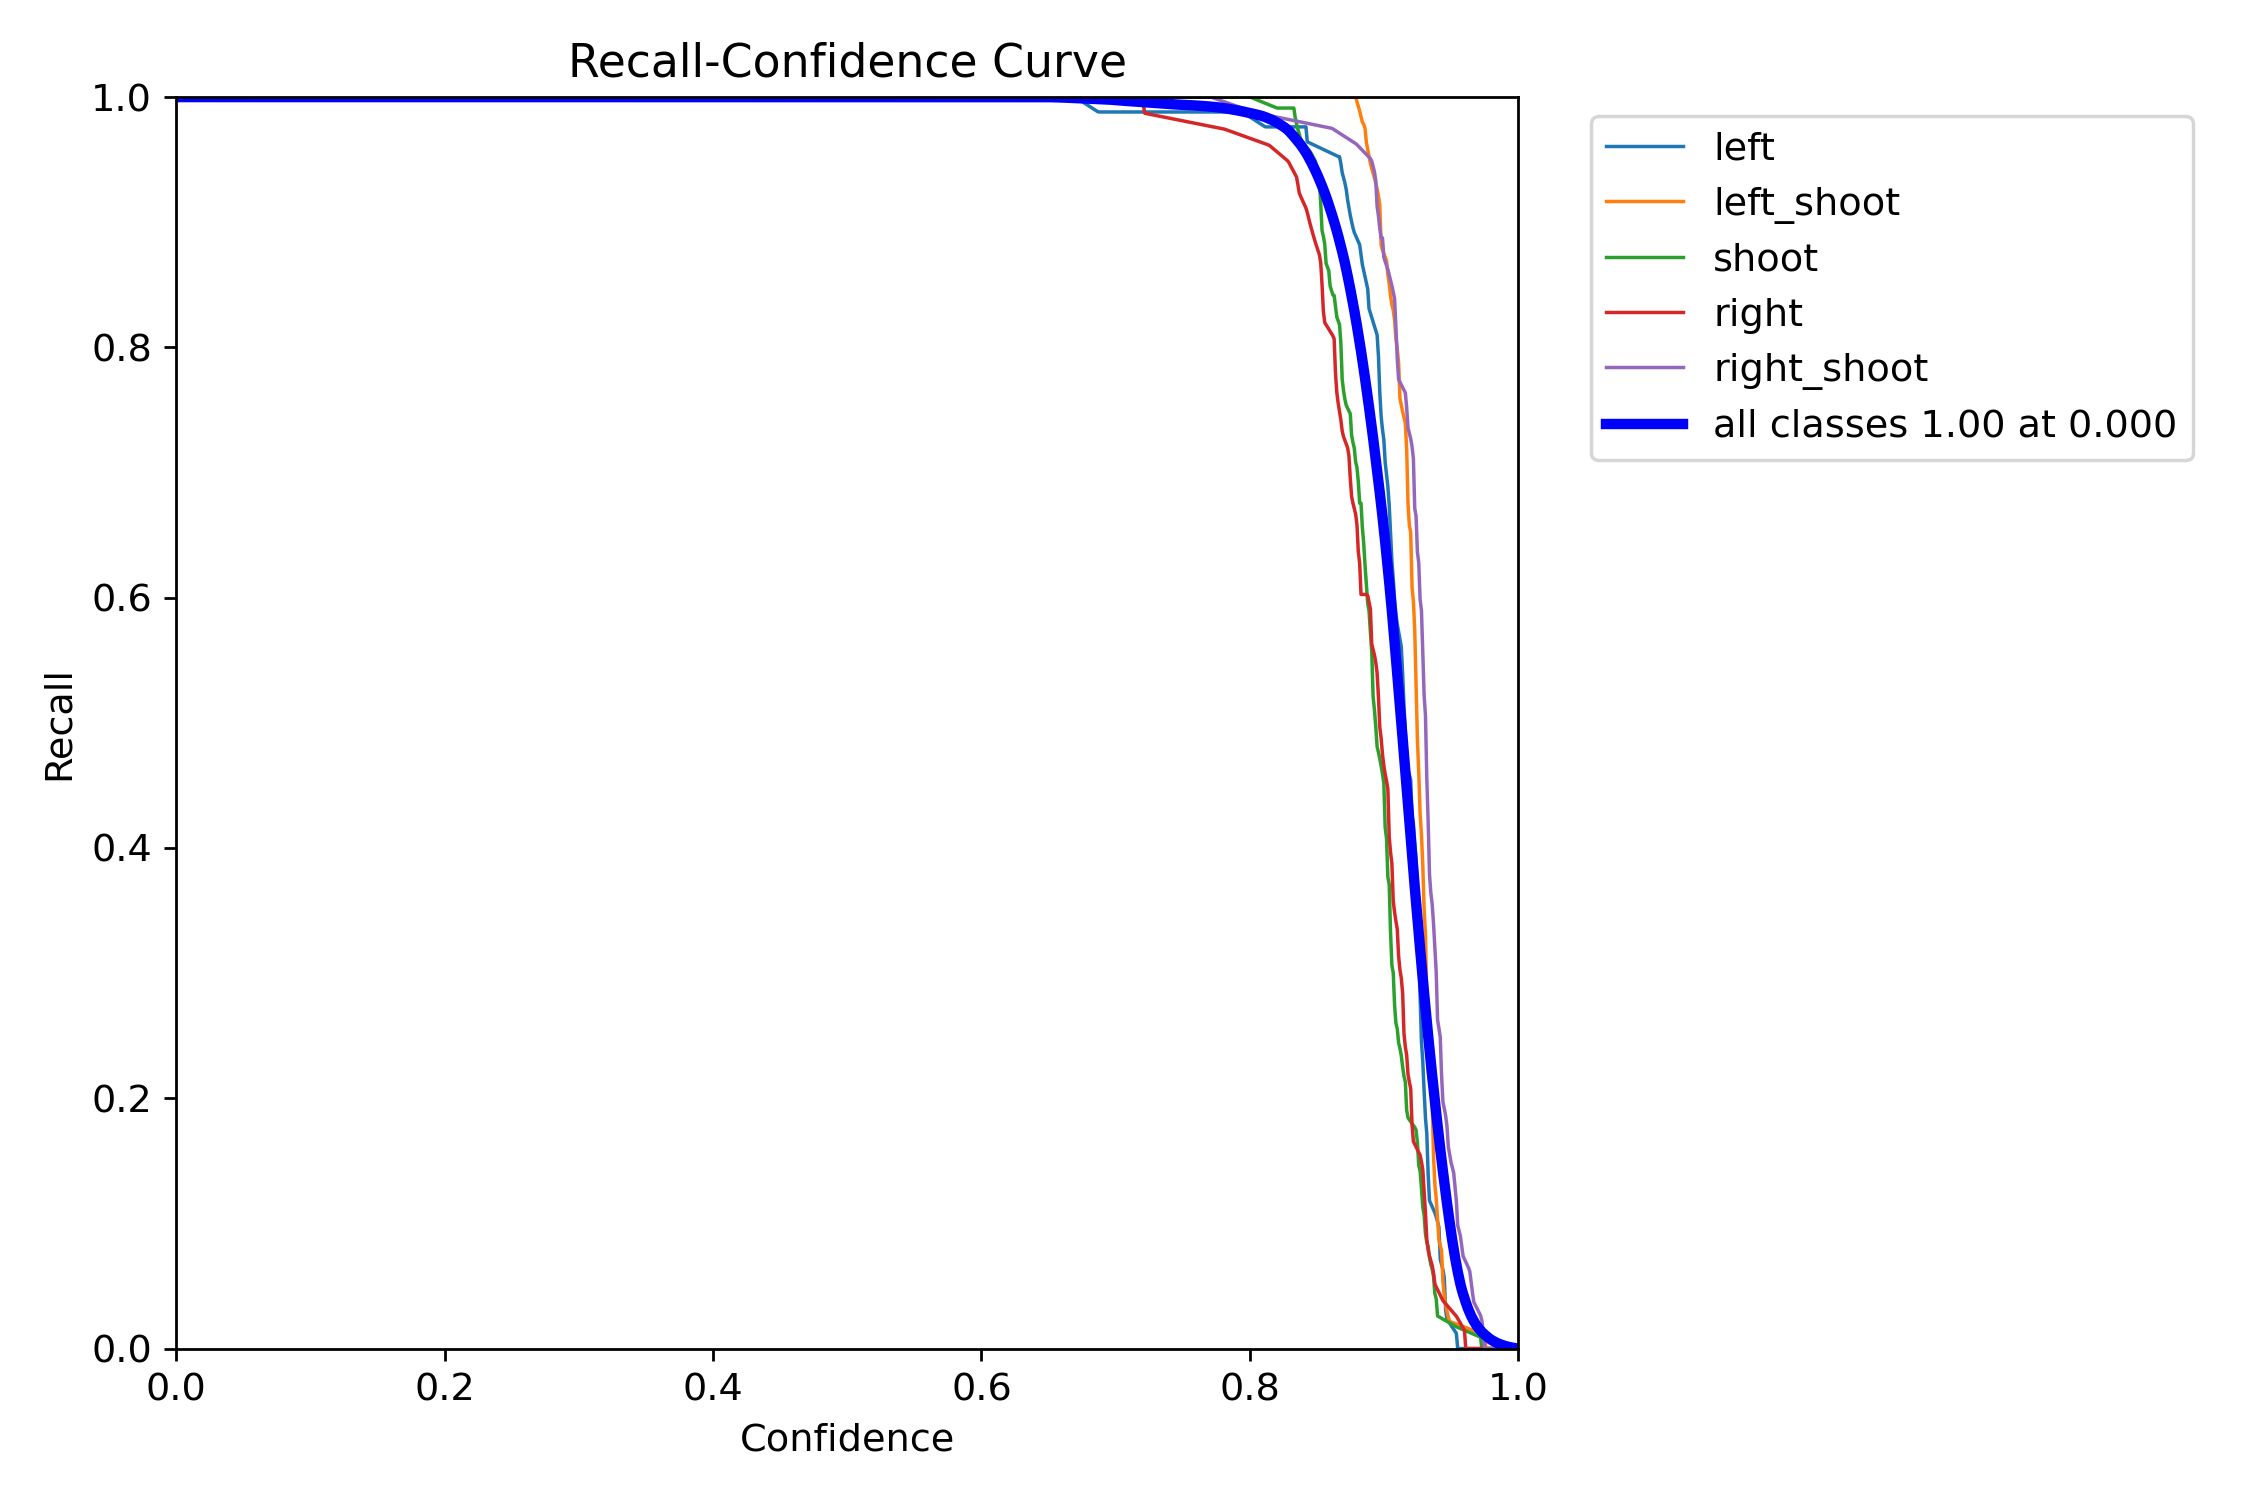 Recall-Confidence Curve
1.0
0.8
0.6
0.4
0.2
0.0
Recall
0.0 0.2 0.4 0.6 0.8 1.0
Confidence
left
left_shoot
shoot
right
right_shoot
all classes 1.00 at 0.000